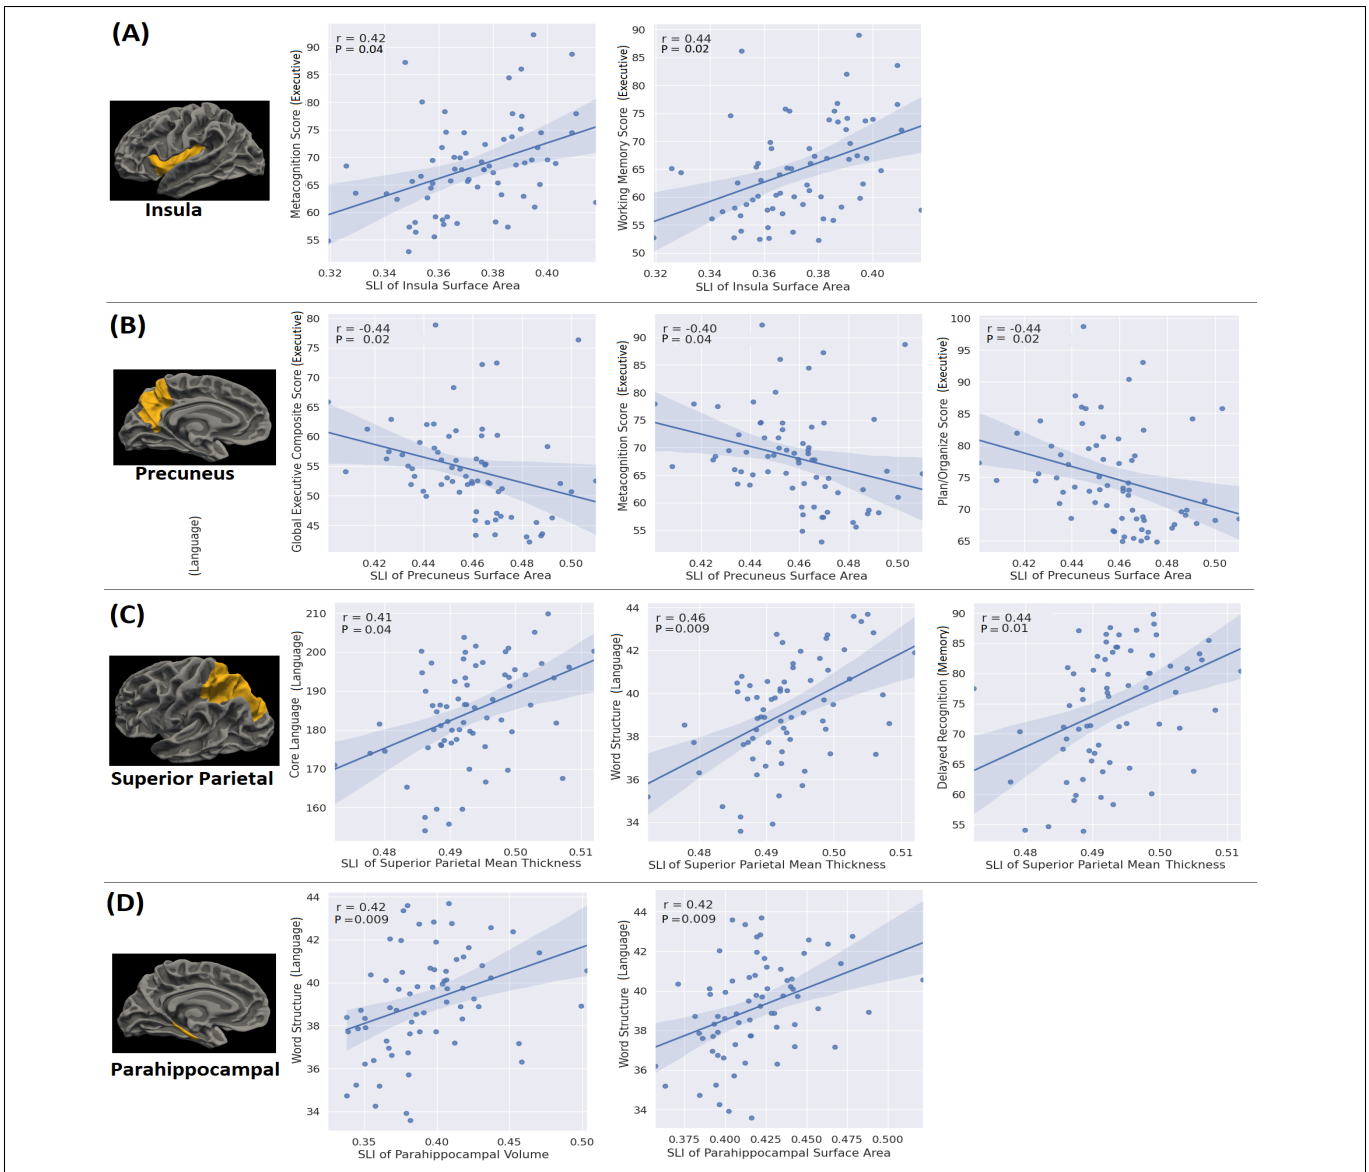 (A)
Insula
Metacognition Score (Executive)
r = 0.42
P = 0.04
90
85
80
75
70
65
60
55
0.32 0.34 0.36 0.38 0.40
SLI of Insula Surface Area
Working Memory Score (Executive)
r = 0.44
P = 0.02
90
85
80
75
70
65
60
55
50
0.32 0.34 0.36 0.38 0.40
SLI of Insula Surface Area
(B)
Precuneus
(Language)
Global Executive Composite Score (Executive)
r = -0.44
P = 0.02
80
75
70
65
60
55
50
45
0.42 0.44 0.46 0.48 0.50
SLI of Precuneus Surface Area
Metacognition Score (Executive)
r = -0.40
P = 0.04
90
85
80
75
70
65
60
55
0.42 0.44 0.46 0.48 0.50
SLI of Precuneus Surface Area
Plan/Organize Score (Executive)
r = -0.44
P = 0.02
100
95
90
85
80
75
70
65
0.42 0.44 0.46 0.48 0.50
SLI of Precuneus Surface Area
(C)
Superior Parietal
Core Language (Language)
r = 0.41
P = 0.04
210
200
190
180
170
160
0.48 0.49 0.50 0.51
SLI of Superior Parietal Mean Thickness
Word Structure (Language)
r = 0.46
P =0.009
44
42
40
38
36
34
0.48 0.49 0.50 0.51
SLI of Superior Parietal Mean Thickness
Delayed Recognition (Memory)
r = 0.44
P =0.01
90
85
80
75
70
65
60
55
0.48 0.49 0.50 0.51
SLI of Superior Parietal Mean Thickness
(D)
Parahippocampal
Word Structure (Language)
r = 0.42
P =0.009
44
42
40
38
36
34
0.35 0.40 0.45 0.50
SLI of Parahippocampal Volume
Word Structure (Language)
r = 0.42
P =0.009
44
42
40
38
36
34
0.375 0.400 0.425 0.450 0.475 0.500
SLI of Parahippocampal Surface Area